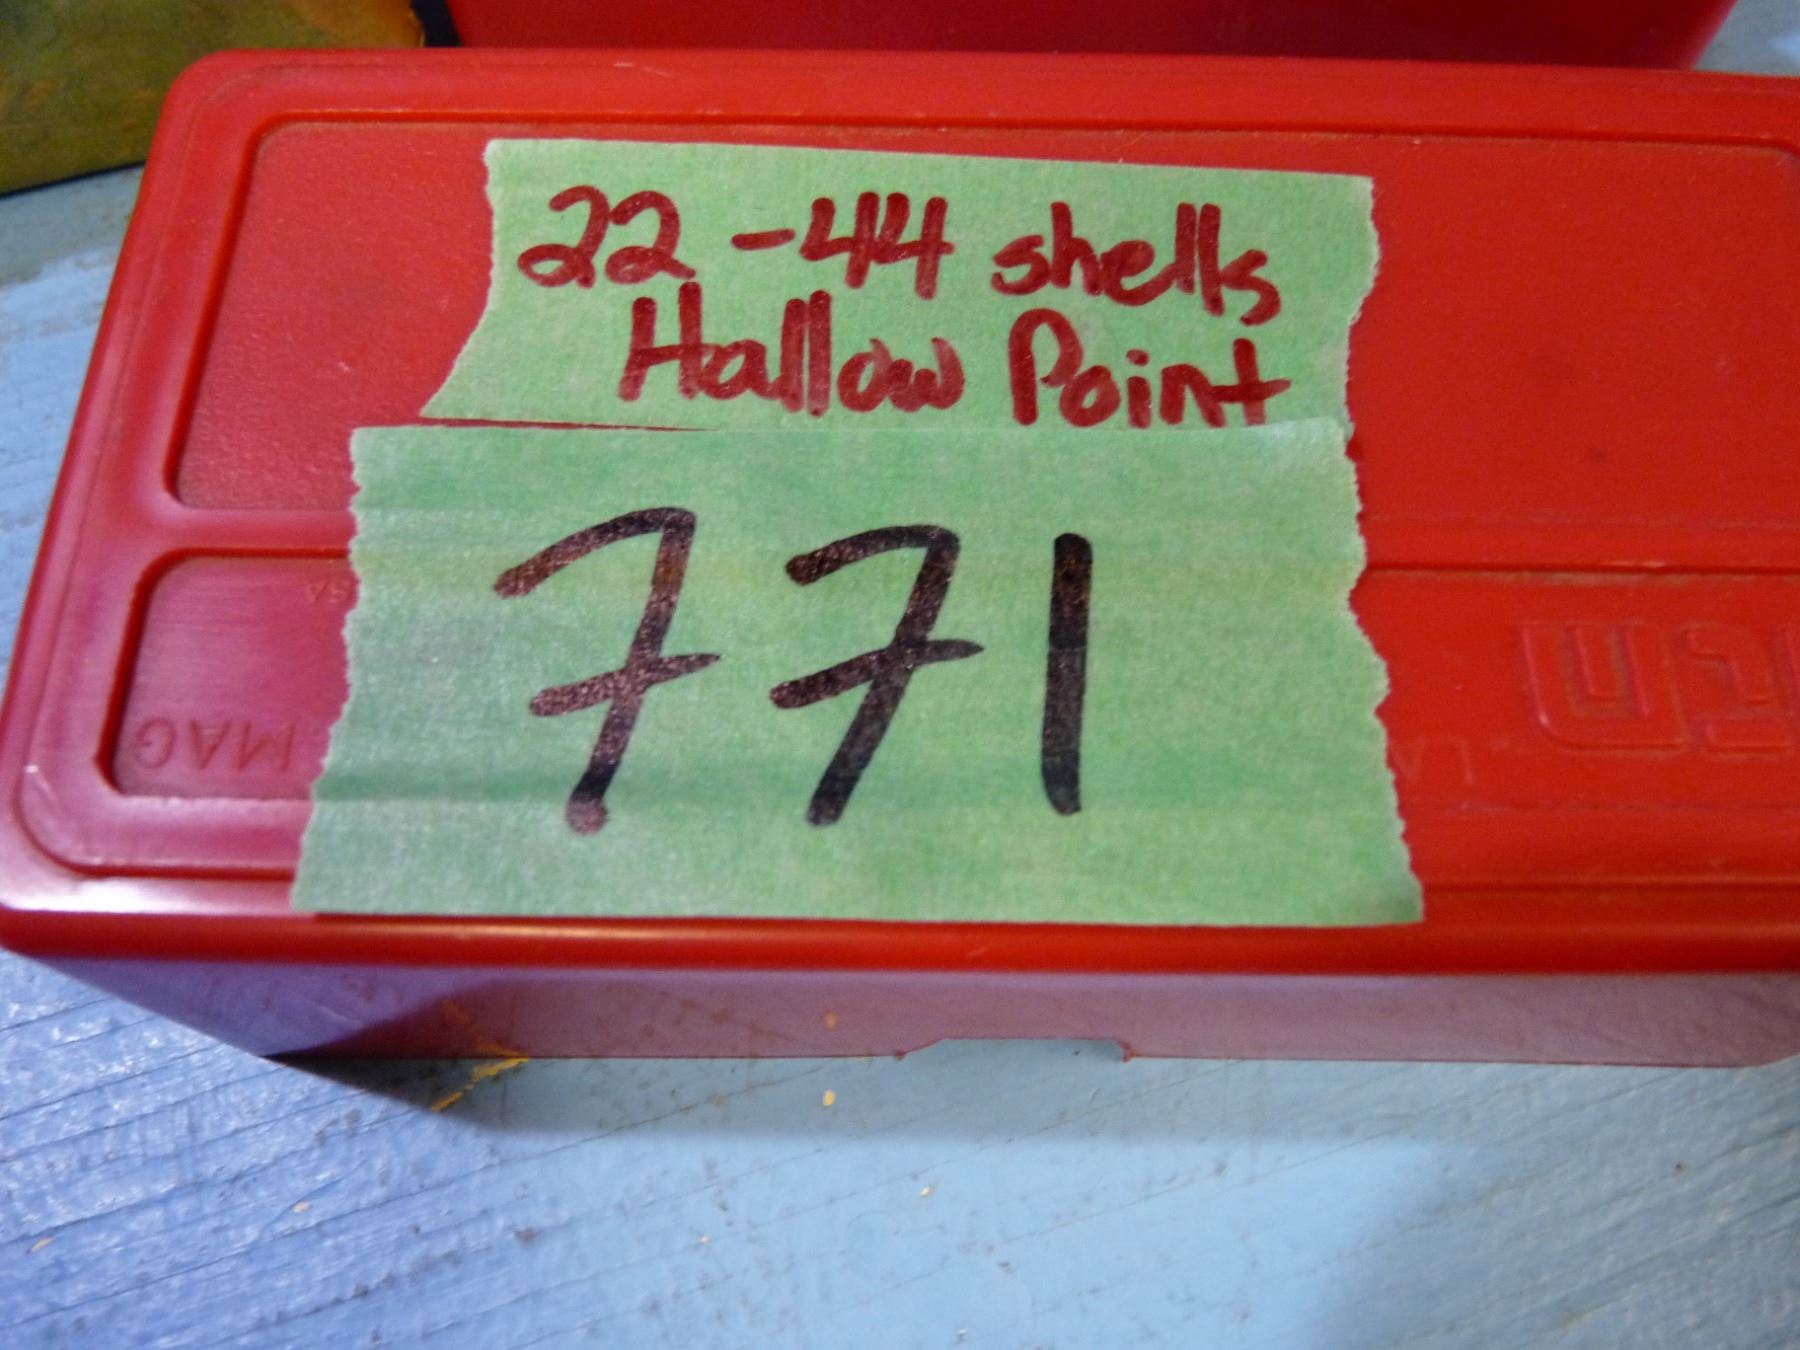 22 - 44 shells
Hallow Point
771
MAG